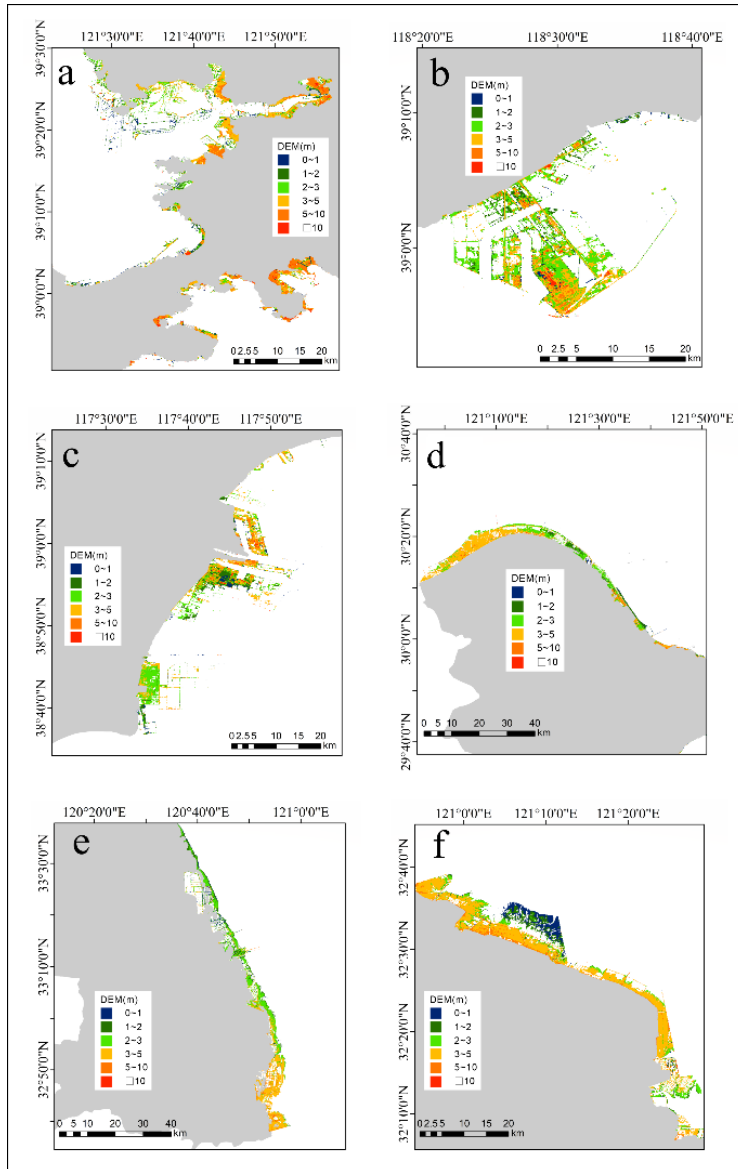 121°30'0"E 121°40'0"E 121°50'0"E
a
39°30'0"N
39°20'0"N
39°10'0"N
39°0'0"N
DEM(m)
0~1
1~2
2~3
3~5
5~10
□10
0 2.5 5 10 15 20
km
118°20'0"E 118°30'0"E 118°40'0"E
b
39°10'0"N
39°0'0"N
DEM(m)
0~1
1~2
2~3
3~5
5~10
□10
0 2.5 5 10 15 20
km
117°30'0"E 117°40'0"E 117°50'0"E
c
39°10'0"N
39°0'0"N
38°50'0"N
38°40'0"N
DEM(m)
0~1
1~2
2~3
3~5
5~10
□10
0 2.5 5 10 15 20
km
121°10'0"E 121°30'0"E 121°50'0"E
d
30°40'0"N
30°20'0"N
30°0'0"N
29°40'0"N
DEM(m)
0~1
1~2
2~3
3~5
5~10
□10
0 5 10 20 30 40
km
120°20'0"E 120°40'0"E 121°0'0"E
e
33°30'0"N
33°10'0"N
32°50'0"N
DEM(m)
0~1
1~2
2~3
3~5
5~10
□10
0 5 10 20 30 40
km
121°0'0"E 121°10'0"E 121°20'0"E
f
32°40'0"N
32°30'0"N
32°20'0"N
32°10'0"N
DEM(m)
0~1
1~2
2~3
3~5
5~10
□10
0 2.5 5 10 15 20
km